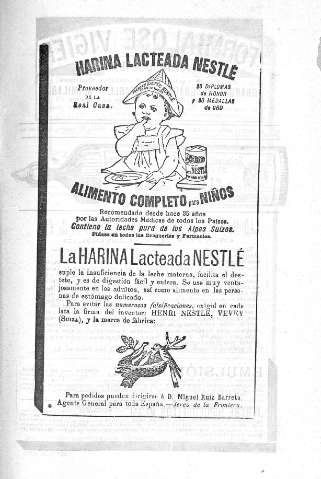 HARINA LACTEADA NESTLÉ
Proveedor
DE LA
Real Casa.
25 DIPLOMAS
de HONOR
y 30 MEDALLAS
de ORO
NESTLÉ
ALIMENTO COMPLETO para NIÑOS
Recomendada desde hace 35 años
por las Autoridades Médicas de todos los Países.
Contiene la leche pura de los Alpes Suizos.
Pídase en todas las Droguerías y Farmacias.
La HARINA Lacteada NESTLÉ
suple la insuficiencia de la leche materna, facilita el des-
tete, y es de digestión fácil y entera. Se usa muy venta-
josamente en los adultos, así como alimento en las perso-
nas de estómago delicado.
Para evitar las numerosas falsificaciones, exigid en cada
lata la firma del inventor: HENRI NESTLÉ, VEVEY
(Suiza), y la marca de fábrica:
Para pedidos pueden dirigirse á D. Miguel Ruiz Barreto,
Agente General para toda España.—Jerez de la Frontera.